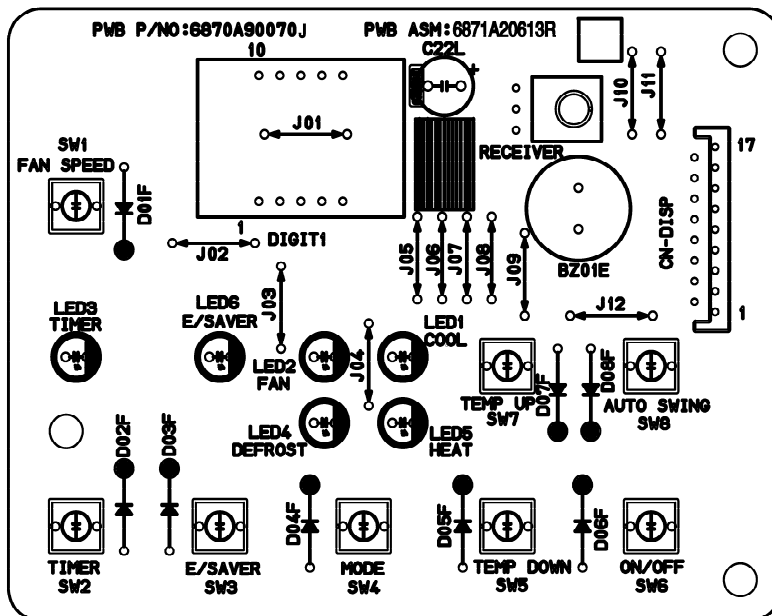 PWB P/NO:6870A90070J
PWB ASM:6871A20613R
10
C22L
+
J10
J11
J01
SW1
FAN SPEED
RECEIVER
17
D01F
CN-DISP
1
DIGIT1
J02
J05
J06
J07
J08
J09
BZ01E
J03
LED6
E/SAVER
LED3
TIMER
LED1
COOL
J12
1
LED2
FAN
J04
TEMP UP
SW7
D07F
D08F
AUTO SWING
SW8
D02F
D03F
LED4
DEFROST
LED5
HEAT
D04F
D05F
D06F
TIMER
SW2
E/SAVER
SW3
MODE
SW4
TEMP DOWN
SW5
ON/OFF
SW6